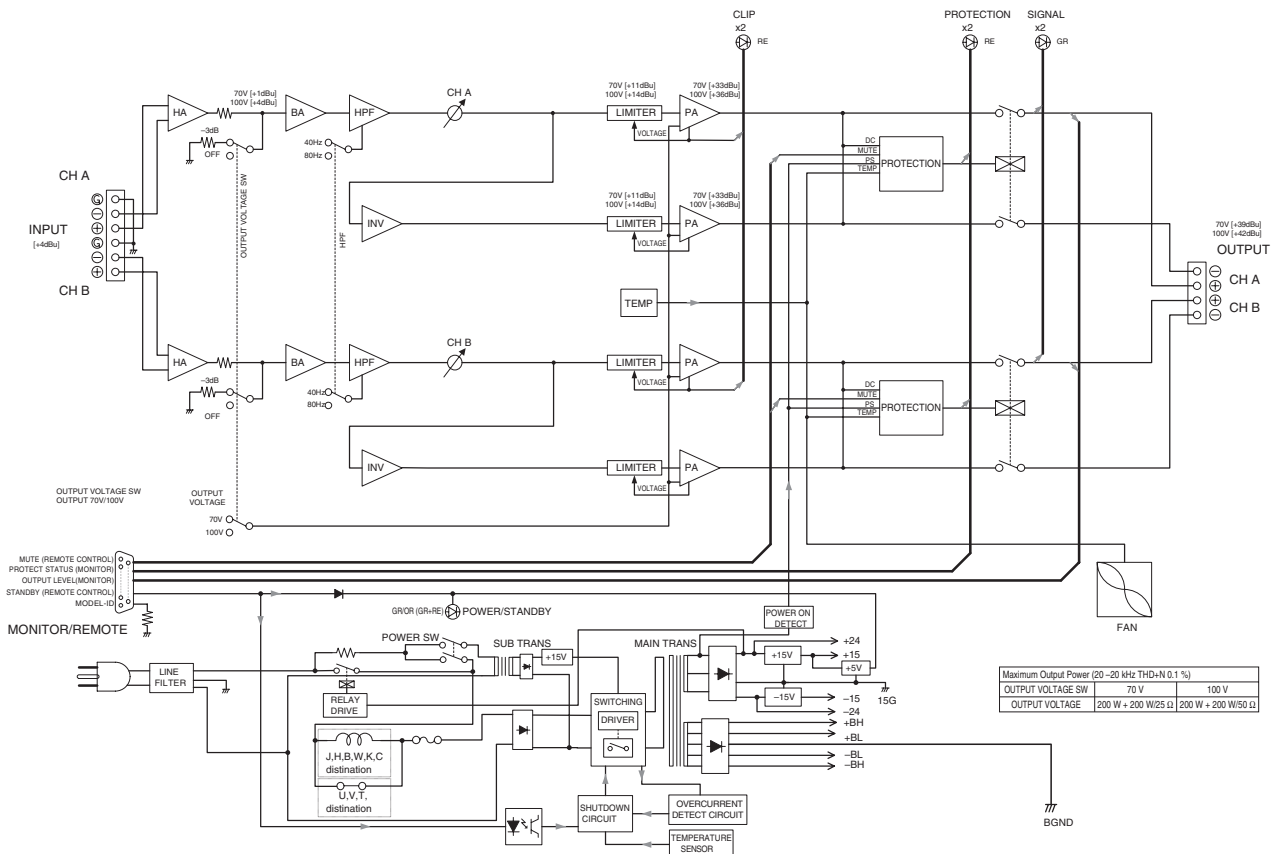 CLIP
x2
RE
PROTECTION
x2
RE
SIGNAL
x2
GR
HA
70V [+1dBu]
100V [+4dBu]
BA
HPF
CH A
70V [+11dBu]
100V [+14dBu]
LIMITER
VOLTAGE
70V [+33dBu]
100V [+36dBu]
PA
–3dB
OFF
40Hz
80Hz
DC
MUTE
PS
TEMP
PROTECTION
CH A
G
INPUT
[+4dBu]
G
CH B
OUTPUT VOLTAGE SW
HPF
INV
70V [+11dBu]
100V [+14dBu]
LIMITER
VOLTAGE
70V [+33dBu]
100V [+36dBu]
PA
70V [+39dBu]
100V [+42dBu]
OUTPUT
CH A
CH B
TEMP
HA
BA
HPF
CH B
LIMITER
VOLTAGE
PA
–3dB
OFF
40Hz
80Hz
DC
MUTE
PS
TEMP
PROTECTION
INV
LIMITER
VOLTAGE
PA
OUTPUT VOLTAGE SW
OUTPUT 70V/100V
OUTPUT
VOLTAGE
70V
100V
MUTE (REMOTE CONTROL)
PROTECT STATUS (MONITOR)
OUTPUT LEVEL(MONITOR)
STANDBY (REMOTE CONTROL)
MODEL-ID
MONITOR/REMOTE
GR/OR (GR+RE)
POWER/STANDBY
POWER ON
DETECT
FAN
LINE
FILTER
POWER SW
SUB TRANS
+15V
MAIN TRANS
+15V
+5V
–15V
+24
+15
15G
–15
–24
+BH
+BL
–BL
–BH
BGND
RELAY
DRIVE
SWITCHING
DRIVER
J,H,B,W,K,C
distination
U,V,T,
distination
SHUTDOWN
CIRCUIT
OVERCURRENT
DETECT CIRCUIT
TEMPERATURE
SENSOR
Maximum Output Power (20 –20 kHz THD+N 0.1 %)
OUTPUT VOLTAGE SW 70 V 100 V
OUTPUT VOLTAGE 200 W + 200 W/25 Ω 200 W + 200 W/50 Ω